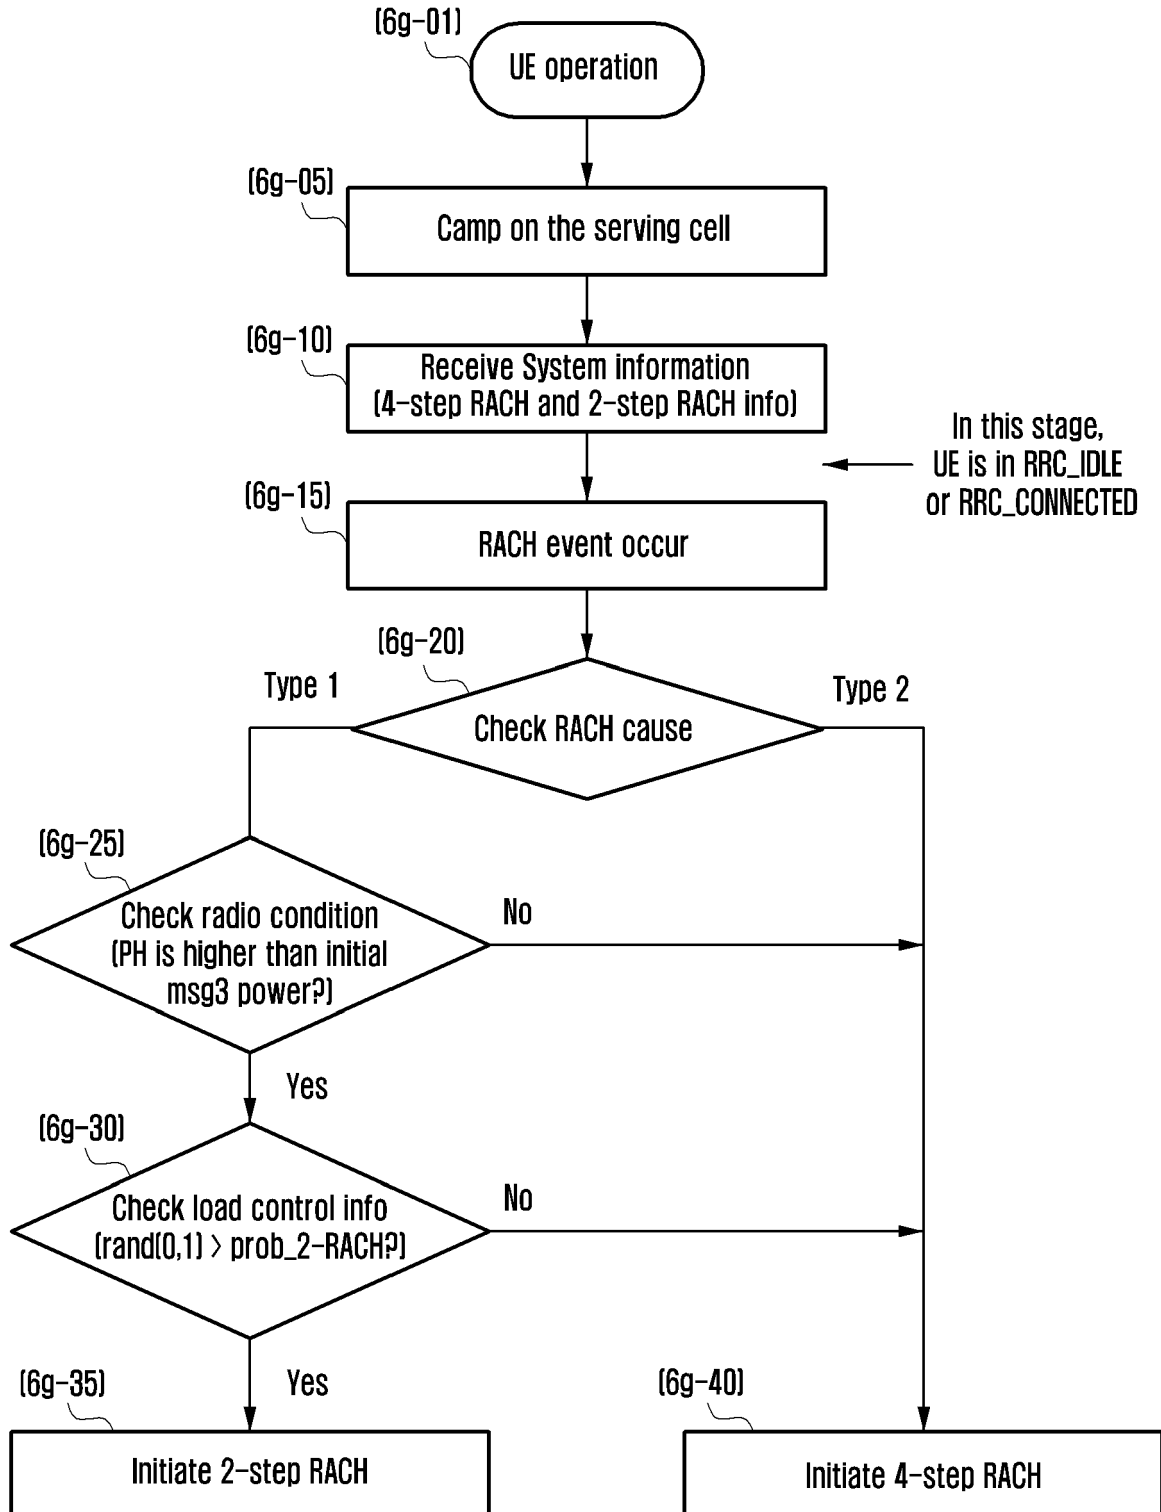 (6g-01)
UE operation
(6g-05)
Camp on the serving cell
(6g-10)
Receive System information
(4-step RACH and 2-step RACH info)
In this stage,
UE is in RRC_IDLE
or RRC_CONNECTED
(6g-15)
RACH event occur
(6g-20)
Type 1
Type 2
Check RACH cause
(6g-25)
Check radio condition
(PH is higher than initial
msg3 power?)
No
Yes
(6g-30)
Check load control info
(rand(0,1) > prob_2-RACH?)
No
Yes
(6g-35)
Initiate 2-step RACH
(6g-40)
Initiate 4-step RACH